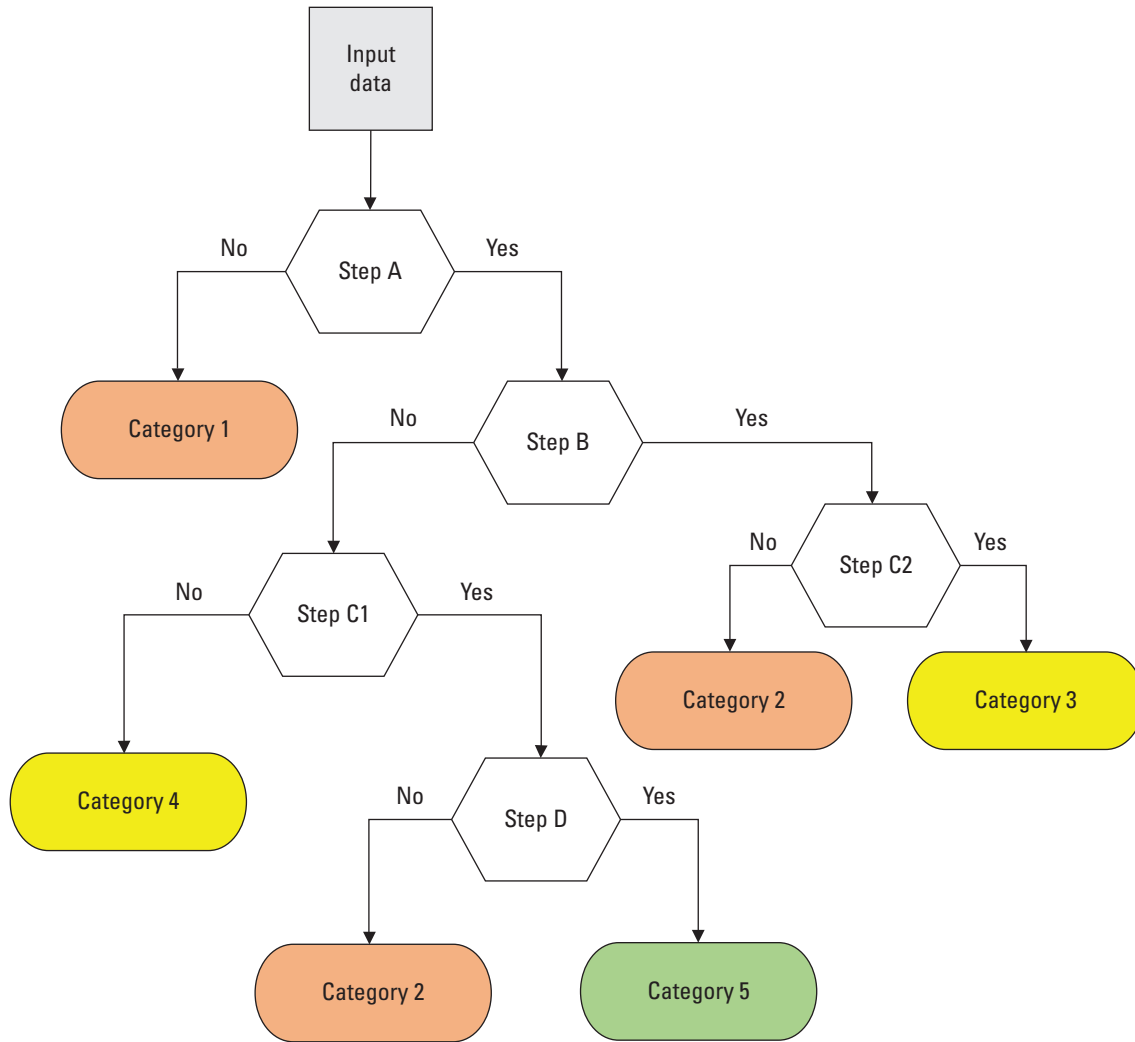 Input
data
No
Yes
Step A
Category 1
No
Yes
Step B
No
Yes
Step C2
No
Yes
Step C1
Category 2
Category 3
Category 4
No
Yes
Step D
Category 2
Category 5